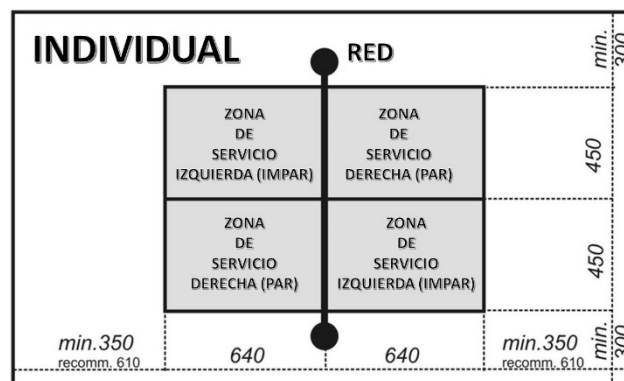 INDIVIDUAL
RED
min.
300
ZONA
DE
SERVICIO
IZQUIERDA (IMPAR)
ZONA
DE
SERVICIO
DERECHA (PAR)
450
ZONA
DE
SERVICIO
DERECHA (PAR)
ZONA
DE
SERVICIO
IZQUIERDA (IMPAR)
450
min.350
recomm. 610
640
640
min.350
recomm. 610
min.
300